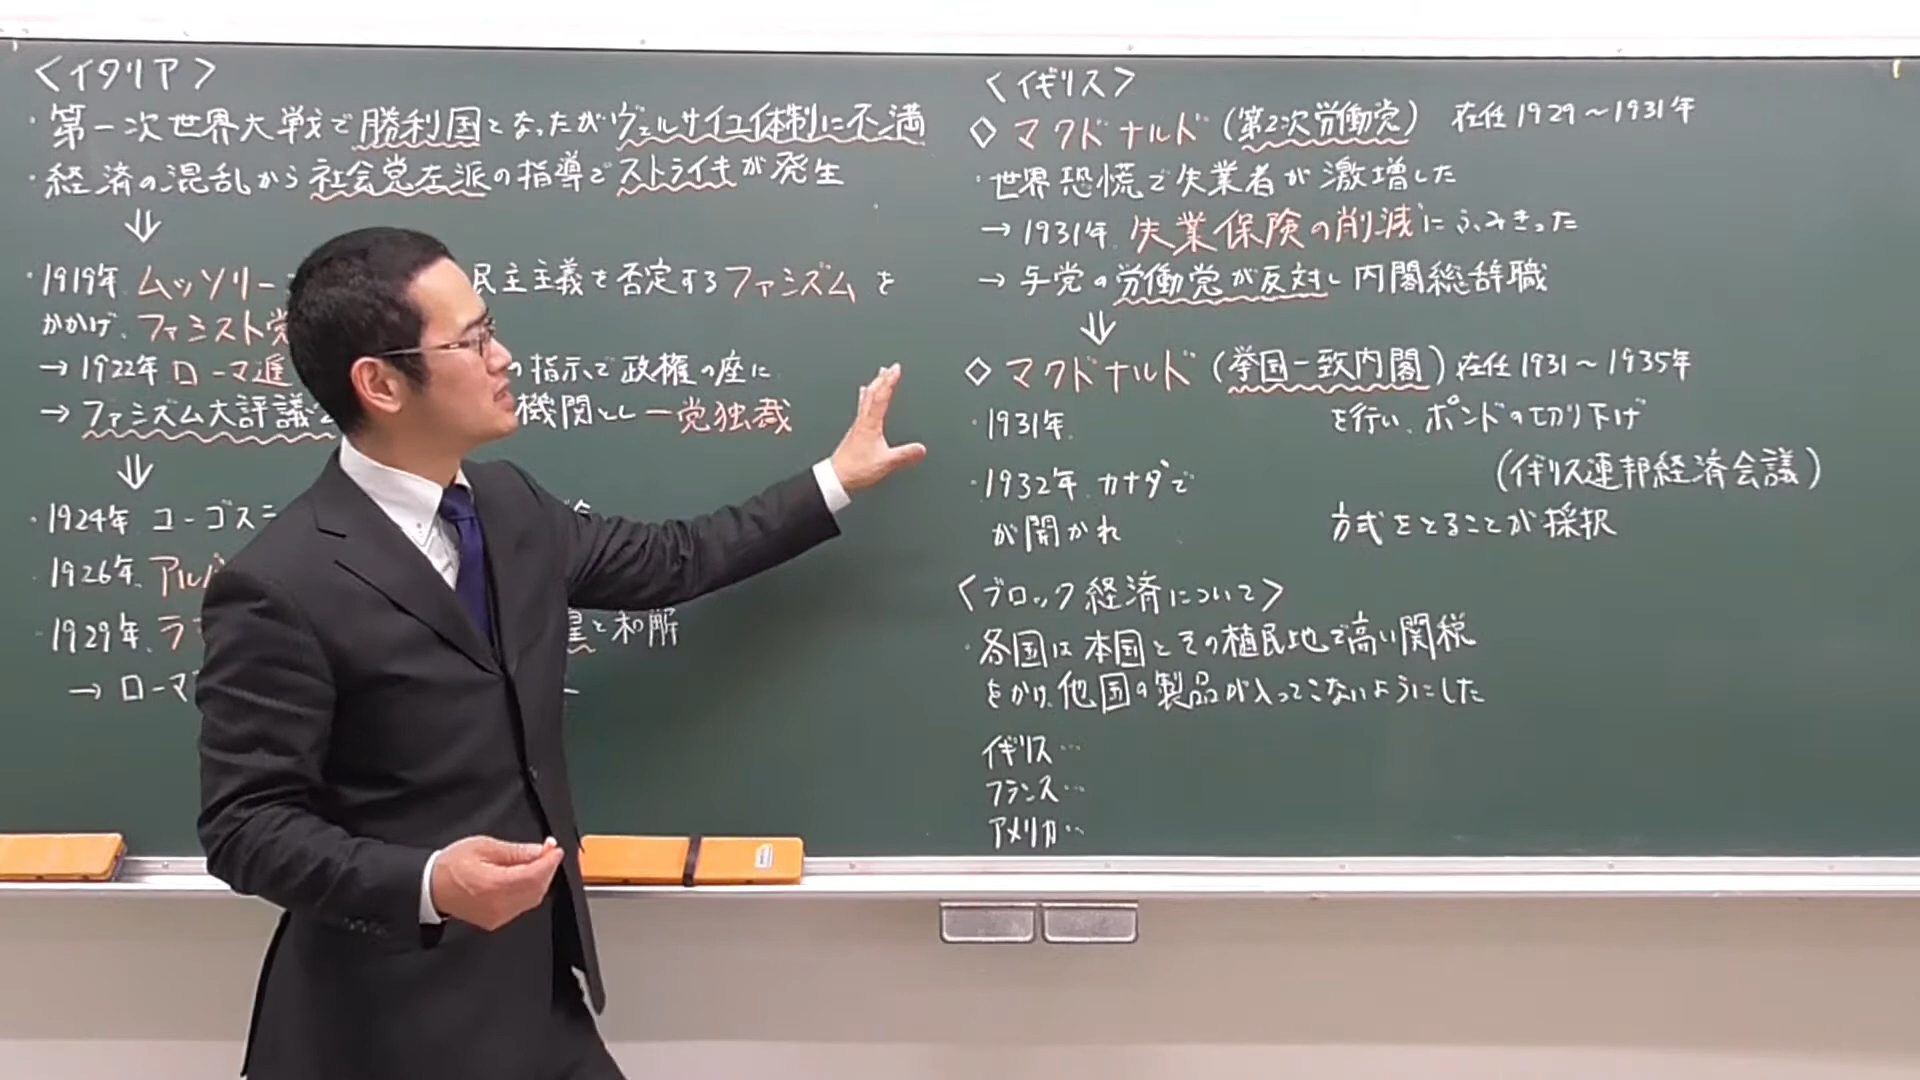 〈イタリア〉
・第一次世界大戦で勝利国となったがヴェルサイユ体制に不満
・経済の混乱から社会党左派の指導でストライキが発生
⇓
・1919年 ムッソリー 民主主義を否定するファシズムを
かかげ、ファシスト党
→ 1922年 ローマ進 の指示で政権の座に
→ ファシズム大評議会 機関とし一党独裁
⇓
・1924年 ユーゴスラ
・1926年 アルバ
・1929年 ラ と和解
→ ローマ
〈イギリス〉
◇ マクドナルド (第2次労働党) 在任1929〜1931年
・世界恐慌で失業者が激増した
→ 1931年 失業保険の削減にふみきった
→ 与党の労働党が反対し内閣総辞職
⇓
◇ マクドナルド (挙国一致内閣) 在任1931〜1935年
・1931年 を行い、ポンドの切り下げ
・1932年 カナダで (イギリス連邦経済会議)
が開かれ 方式をとることが採択
〈ブロック経済について〉
・各国は本国とその植民地で高い関税
をかけ、他国の製品が入ってこないようにした
イギリス…
フランス…
アメリカ…